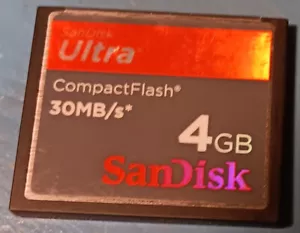 SanDisk
Ultra
CompactFlash®
30MB/s*
4GB
SanDisk